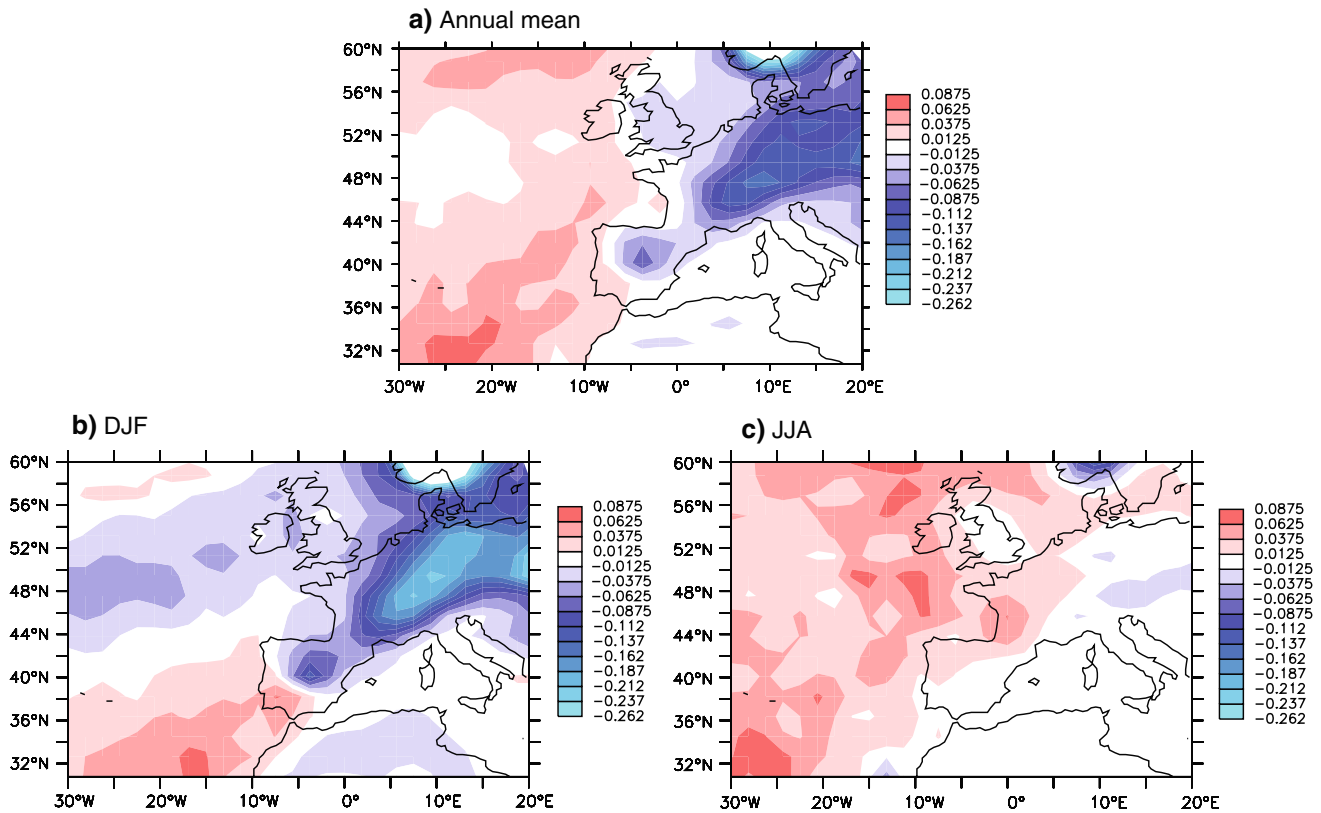 a) Annual mean
60°N
56°N
52°N
48°N
44°N
40°N
36°N
32°N
30°W 20°W 10°W 0° 10°E 20°E
0.0875
0.0625
0.0375
0.0125
−0.0125
−0.0375
−0.0625
−0.0875
−0.112
−0.137
−0.162
−0.187
−0.212
−0.237
−0.262
b) DJF
60°N
56°N
52°N
48°N
44°N
40°N
36°N
32°N
30°W 20°W 10°W 0° 10°E 20°E
0.0875
0.0625
0.0375
0.0125
−0.0125
−0.0375
−0.0625
−0.0875
−0.112
−0.137
−0.162
−0.187
−0.212
−0.237
−0.262
c) JJA
60°N
56°N
52°N
48°N
44°N
40°N
36°N
32°N
30°W 20°W 10°W 0° 10°E 20°E
0.0875
0.0625
0.0375
0.0125
−0.0125
−0.0375
−0.0625
−0.0875
−0.112
−0.137
−0.162
−0.187
−0.212
−0.237
−0.262